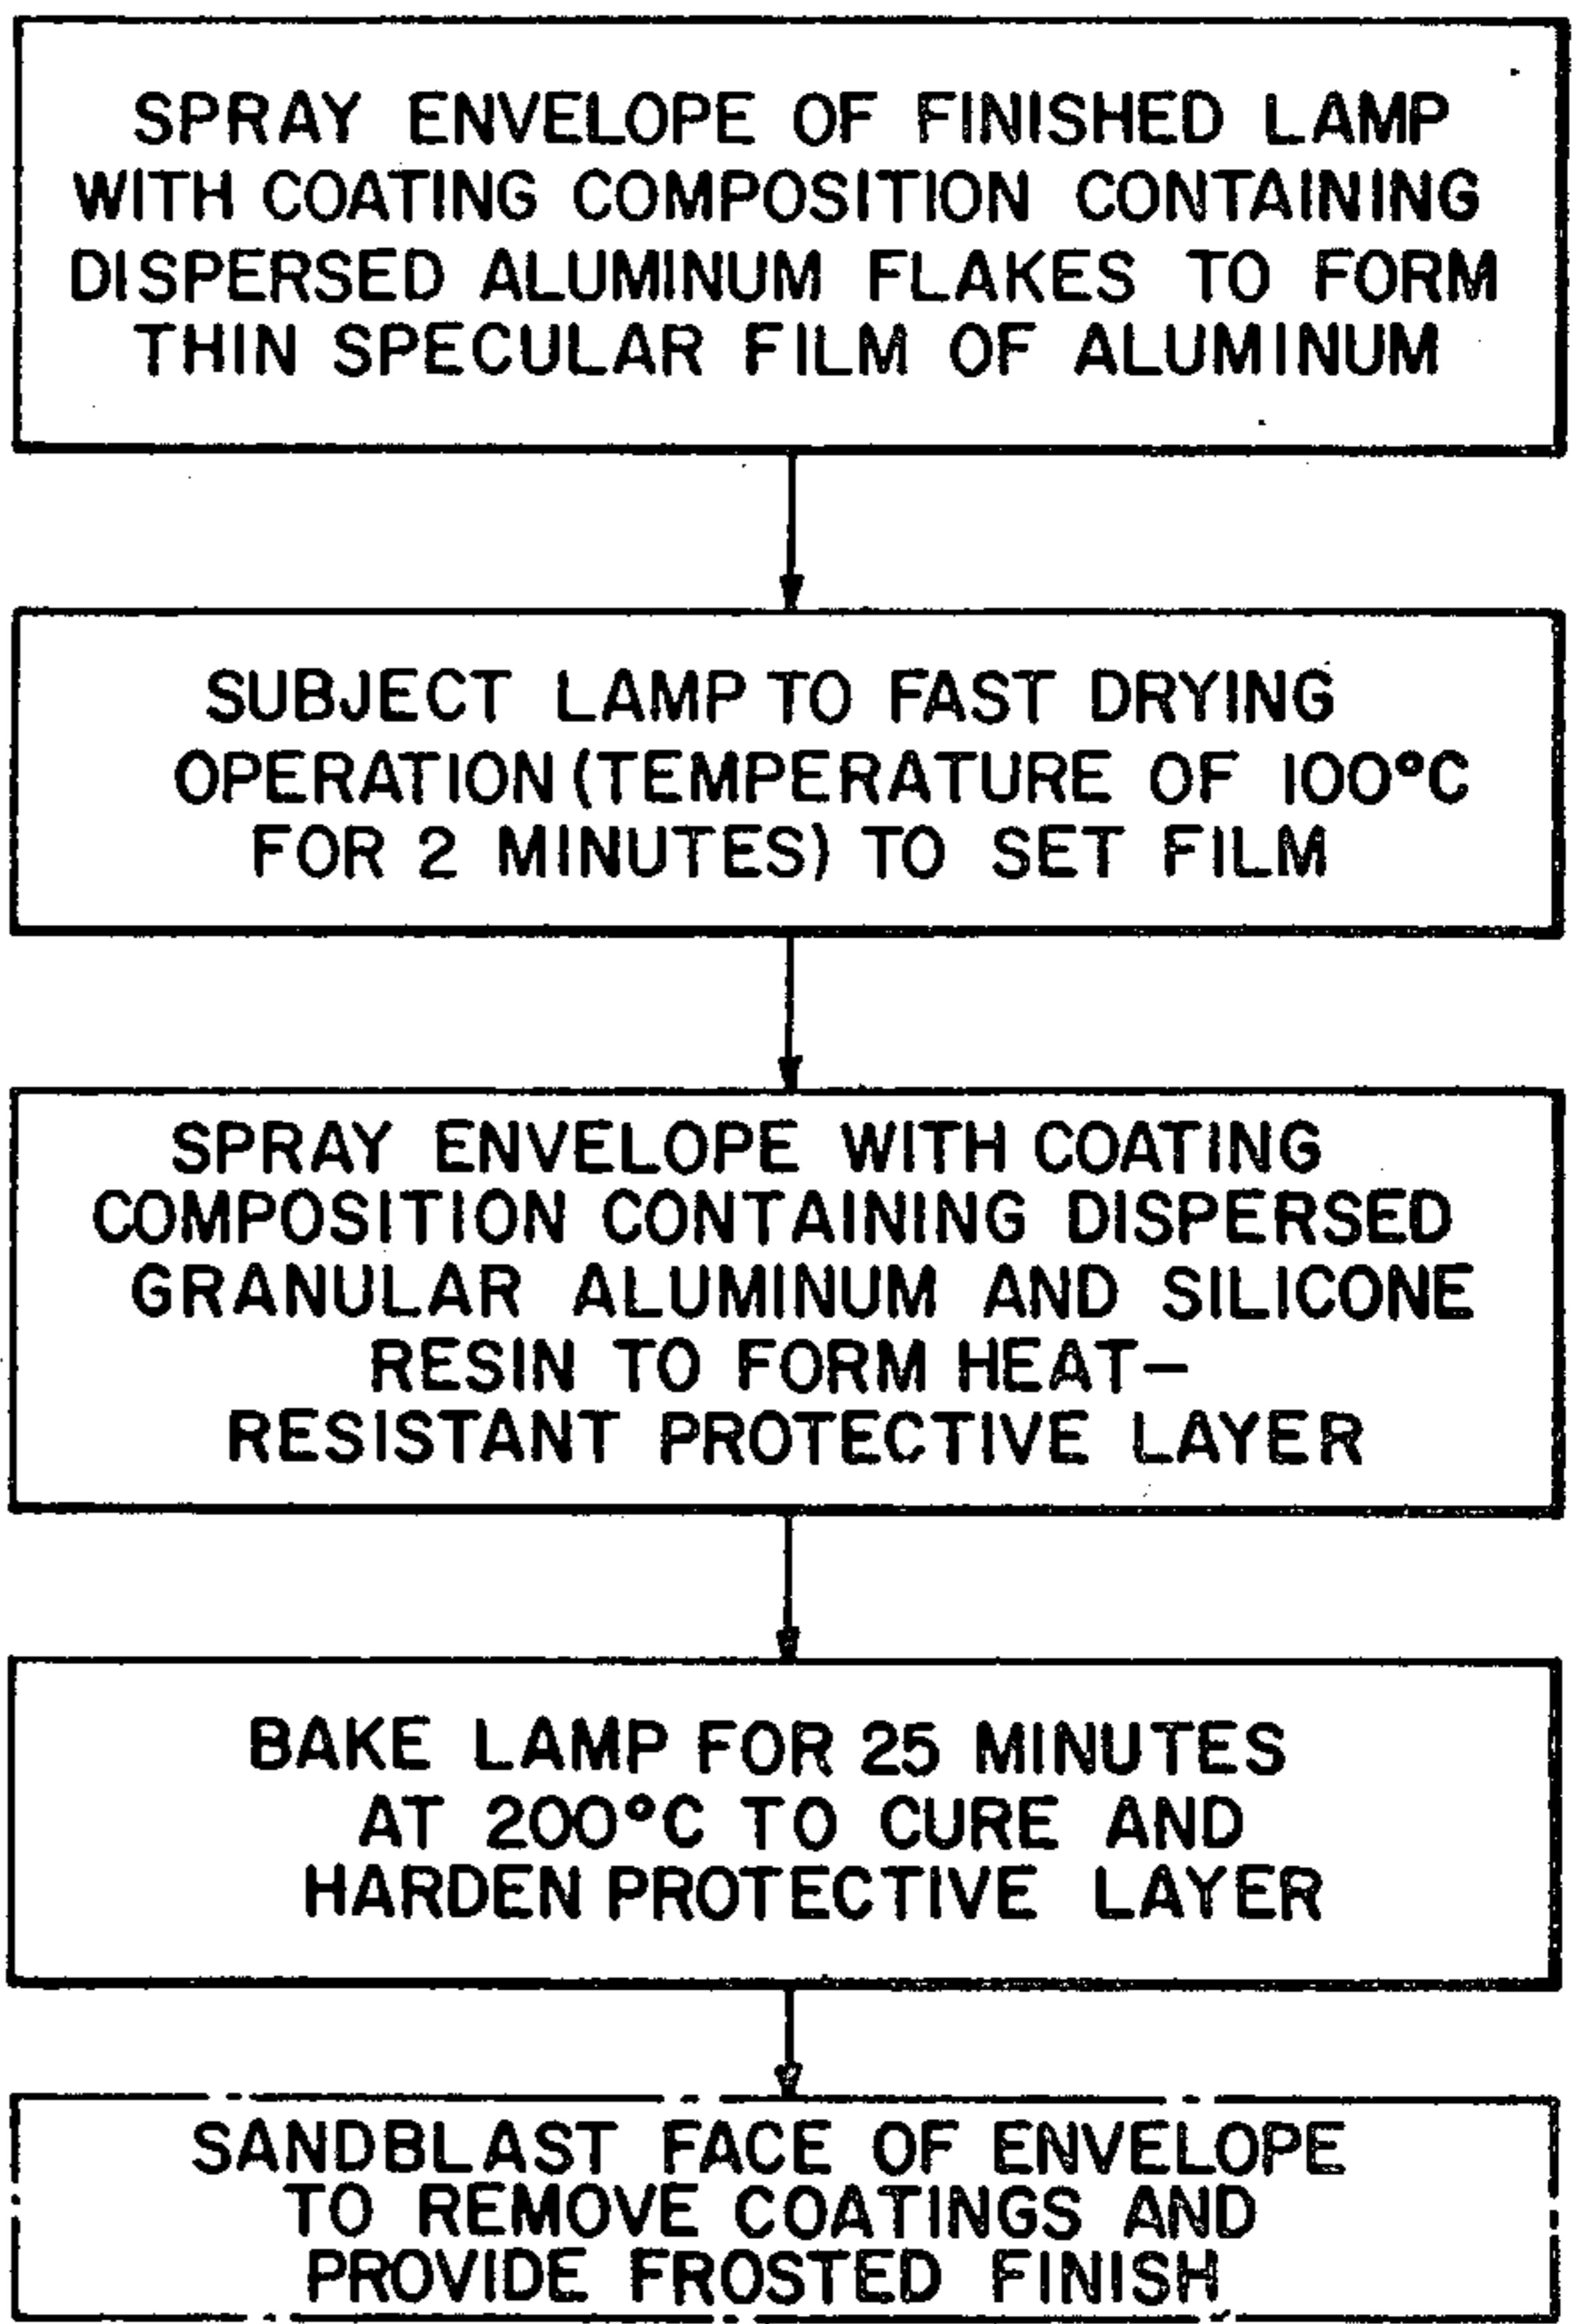 SPRAY ENVELOPE OF FINISHED LAMP
WITH COATING COMPOSITION CONTAINING
DISPERSED ALUMINUM FLAKES TO FORM
THIN SPECULAR FILM OF ALUMINUM
SUBJECT LAMP TO FAST DRYING
OPERATION (TEMPERATURE OF 100°C
FOR 2 MINUTES) TO SET FILM
SPRAY ENVELOPE WITH COATING
COMPOSITION CONTAINING DISPERSED
GRANULAR ALUMINUM AND SILICONE
RESIN TO FORM HEAT–
RESISTANT PROTECTIVE LAYER
BAKE LAMP FOR 25 MINUTES
AT 200°C TO CURE AND
HARDEN PROTECTIVE LAYER
SANDBLAST FACE OF ENVELOPE
TO REMOVE COATINGS AND
PROVIDE FROSTED FINISH